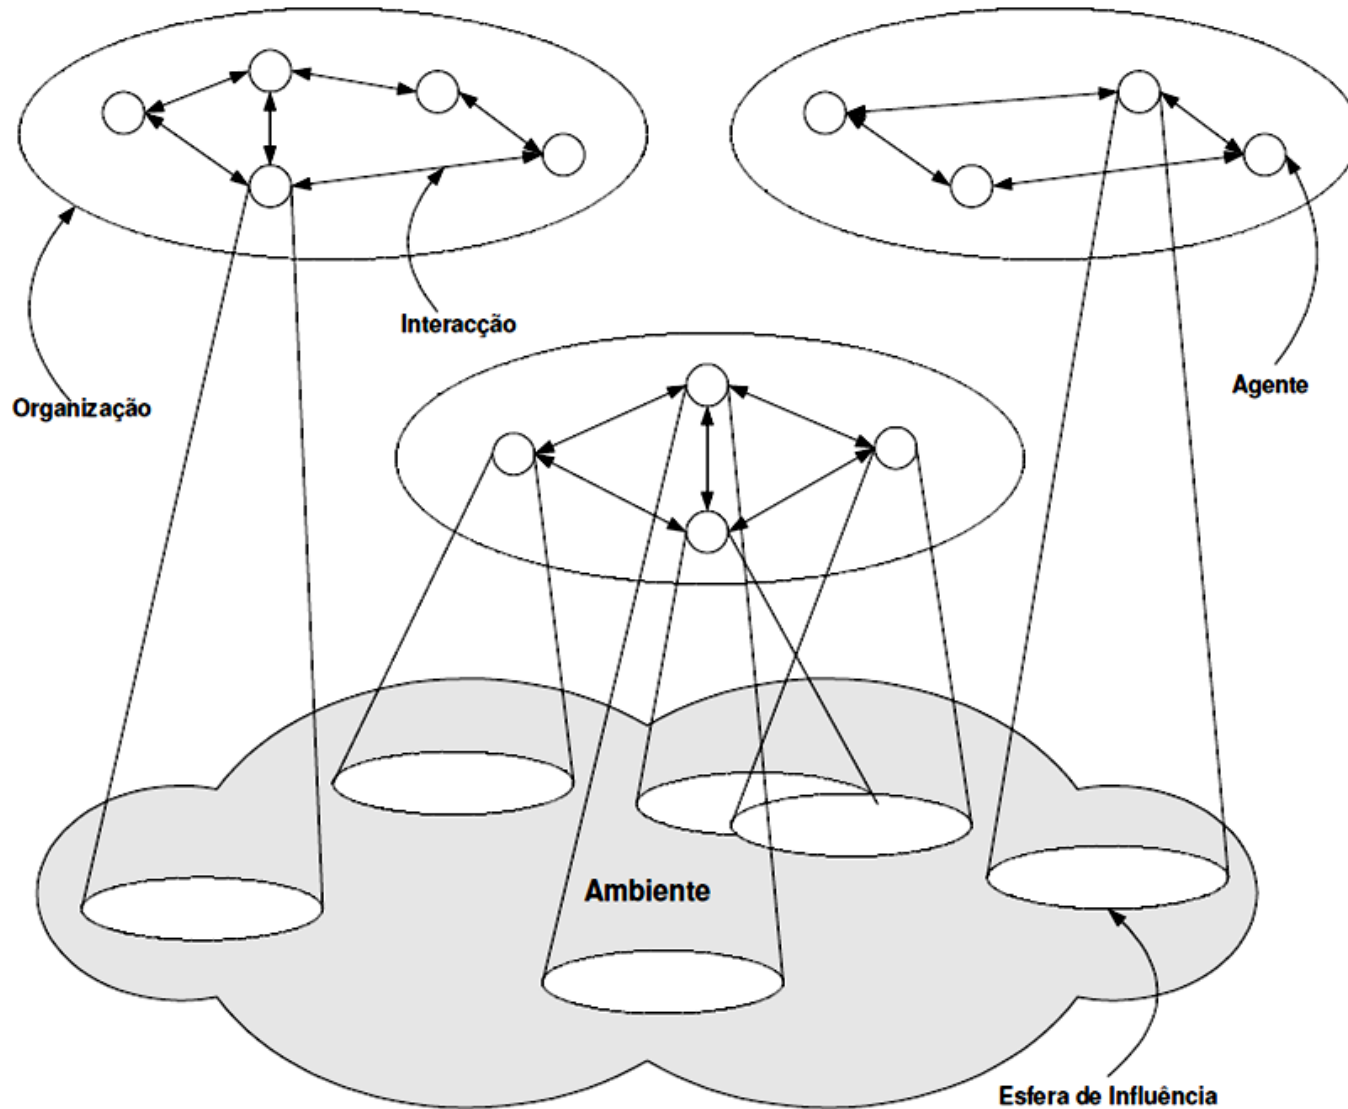 Interacção
Organização
Agente
Ambiente
Esfera de Influência